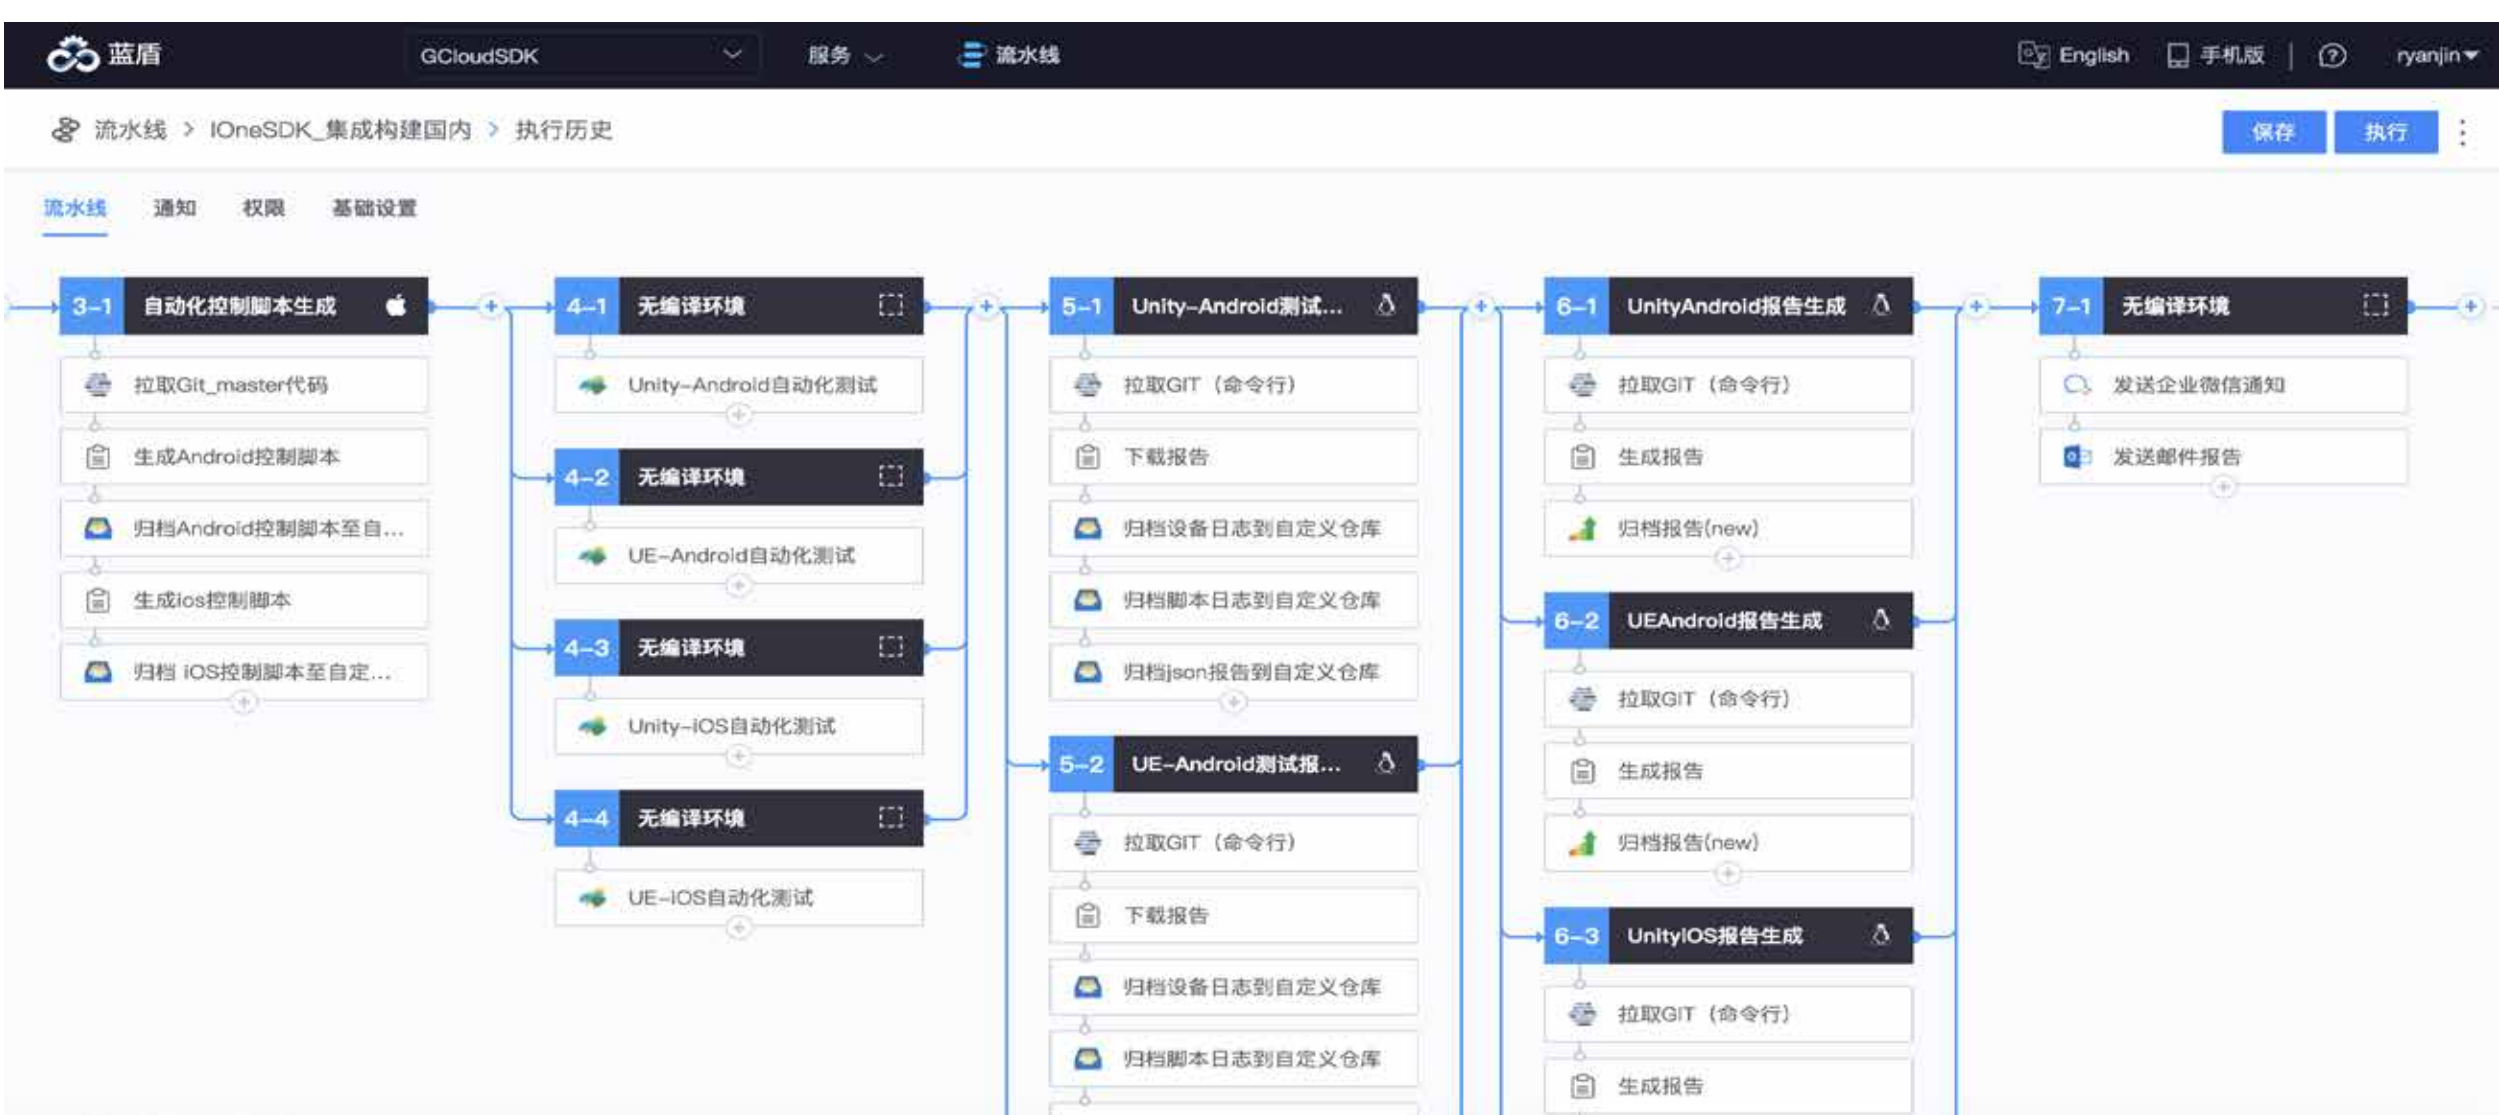 蓝盾
GCloudSDK
服务
流水线
English
手机版
ryanjin
流水线 > IOneSDK_集成构建国内 > 执行历史
保存
执行
流水线
通知
权限
基础设置
3-1 自动化控制脚本生成
拉取Git_master代码
生成Android控制脚本
归档Android控制脚本至自...
生成ios控制脚本
归档 iOS控制脚本至自定...
4-1 无编译环境
Unity-Android自动化测试
4-2 无编译环境
UE-Android自动化测试
4-3 无编译环境
Unity-iOS自动化测试
4-4 无编译环境
UE-iOS自动化测试
5-1 Unity-Android测试...
拉取GIT（命令行）
下载报告
归档设备日志到自定义仓库
归档脚本日志到自定义仓库
归档json报告到自定义仓库
5-2 UE-Android测试报...
拉取GIT（命令行）
下载报告
归档设备日志到自定义仓库
归档脚本日志到自定义仓库
6-1 UnityAndroid报告生成
拉取GIT（命令行）
生成报告
归档报告(new)
6-2 UEAndroid报告生成
拉取GIT（命令行）
生成报告
归档报告(new)
6-3 UnityIOS报告生成
拉取GIT（命令行）
生成报告
7-1 无编译环境
发送企业微信通知
发送邮件报告